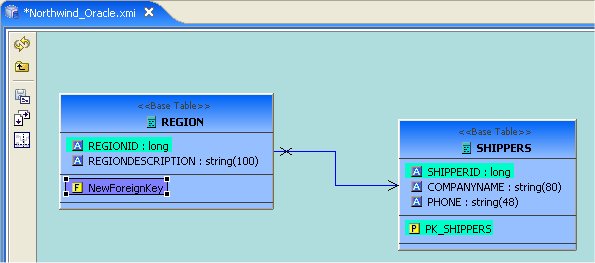 *Northwind_Oracle.xmi
<<Base Table>>
REGION
REGIONID : long
REGIONDESCRIPTION : string(100)
F NewForeignKey
<<Base Table>>
SHIPPERS
SHIPPERID : long
COMPANYNAME : string(80)
PHONE : string(48)
P PK_SHIPPERS